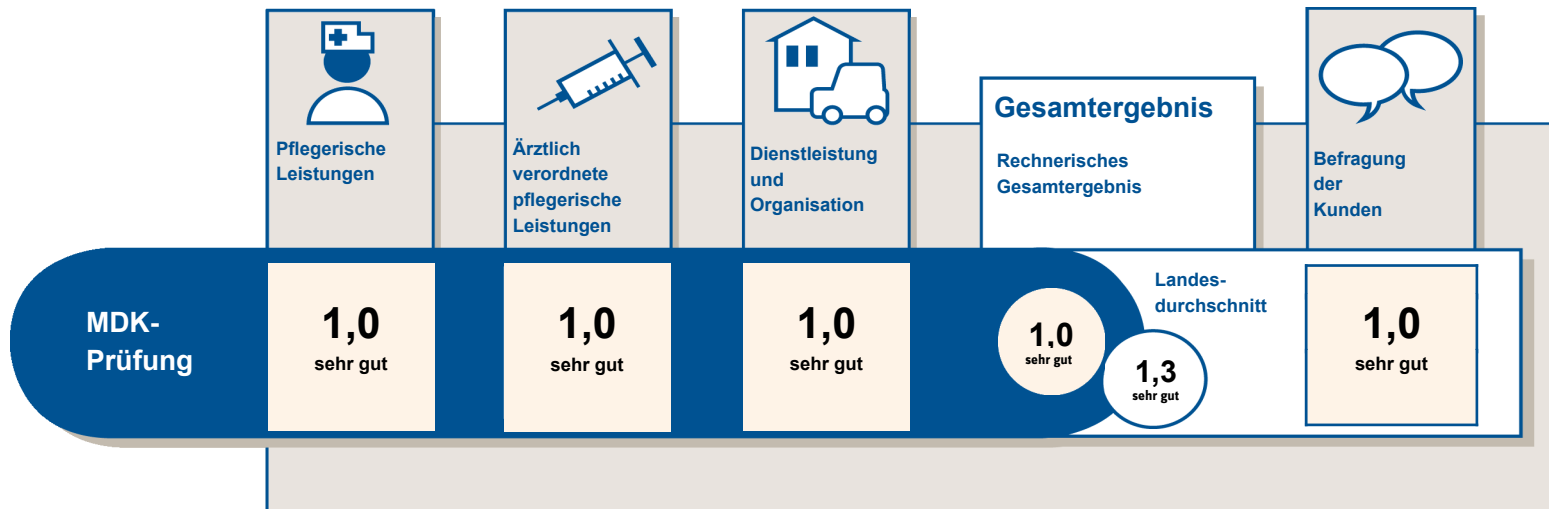 Pflegerische
Leistungen
Ärztlich
verordnete
pflegerische
Leistungen
Dienstleistung
und
Organisation
Gesamtergebnis
Rechnerisches
Gesamtergebnis
Befragung
der
Kunden
MDK-
Prüfung
1,0
sehr gut
1,0
sehr gut
1,0
sehr gut
1,0
sehr gut
Landes-
durchschnitt
1,3
sehr gut
1,0
sehr gut